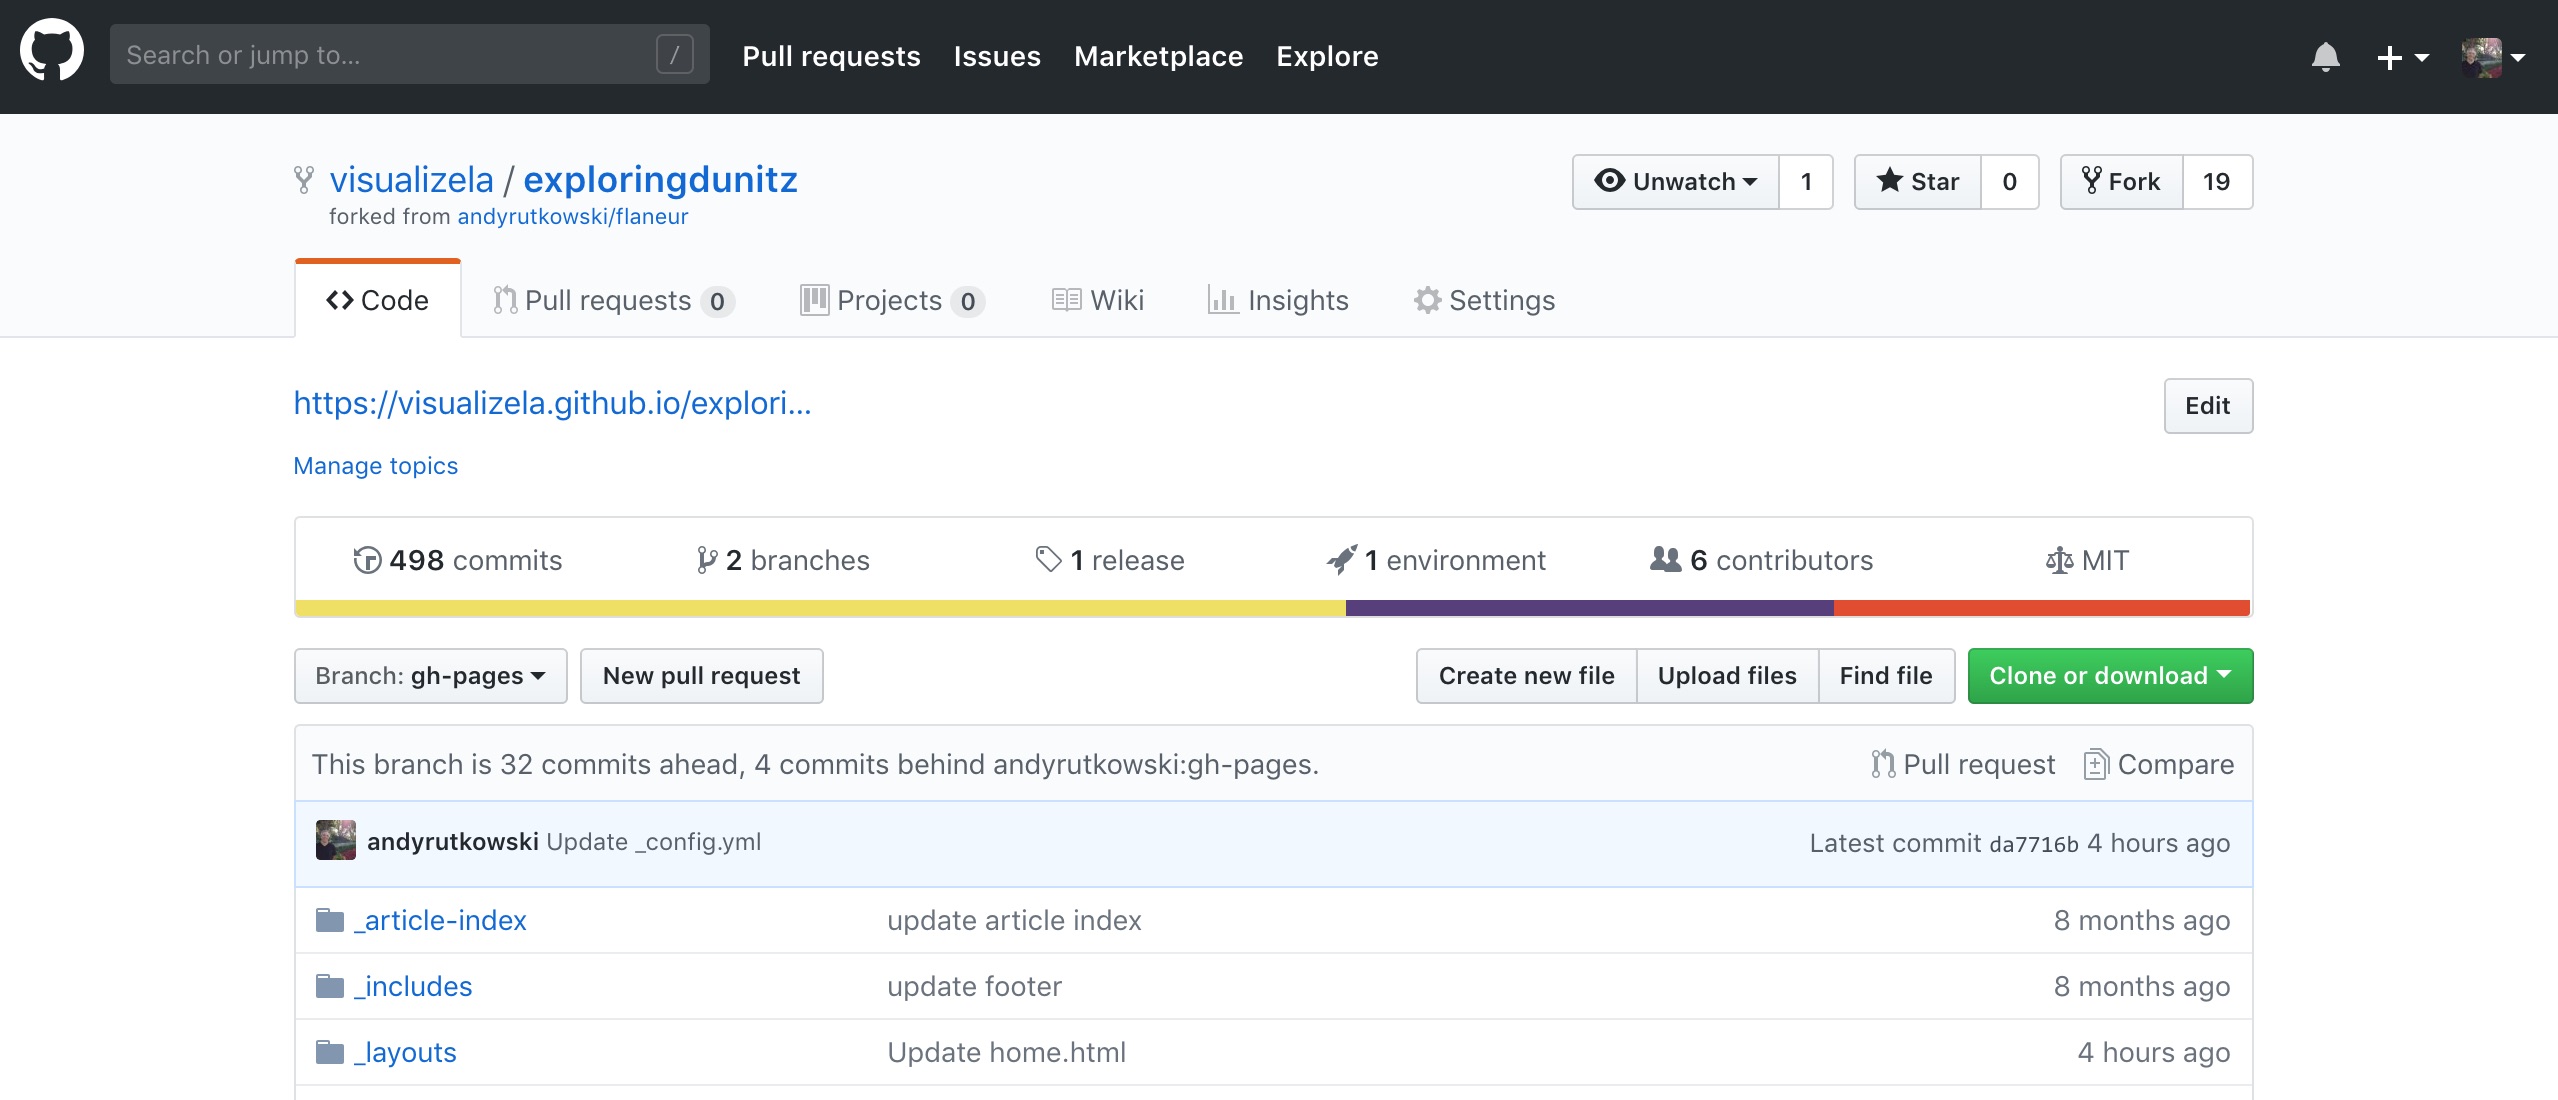 Search or jump to... /
Pull requests Issues Marketplace Explore
visualizela / exploringdunitz
forked from andyrutkowski/flaneur
Unwatch 1 Star 0 Fork 19
Code Pull requests 0 Projects 0 Wiki Insights Settings
https://visualizela.github.io/explori...
Edit
Manage topics
498 commits 2 branches 1 release 1 environment 6 contributors MIT
Branch: gh-pages New pull request Create new file Upload files Find file Clone or download
This branch is 32 commits ahead, 4 commits behind andyrutkowski:gh-pages. Pull request Compare
andyrutkowski Update _config.yml Latest commit da7716b 4 hours ago
_article-index update article index 8 months ago
_includes update footer 8 months ago
_layouts Update home.html 4 hours ago